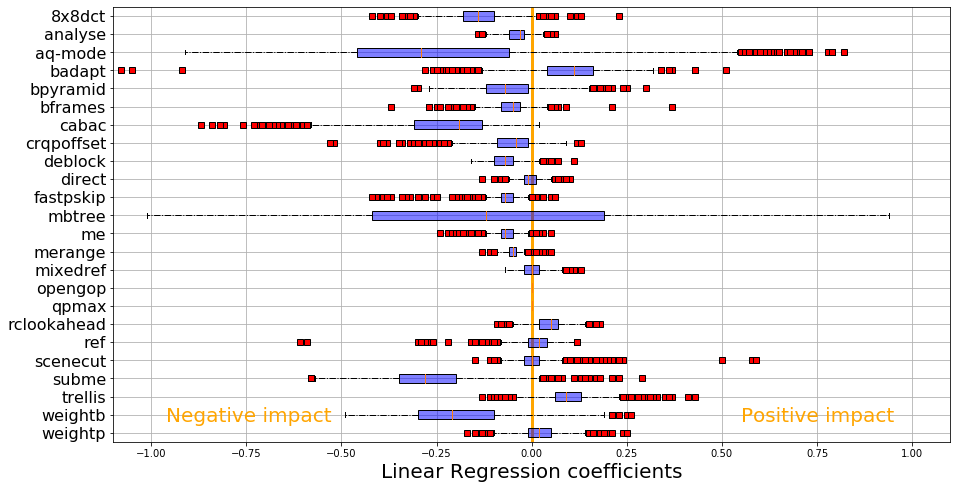 8x8dct
analyse
aq-mode
badapt
bpyramid
bframes
cabac
crqpoffset
deblock
direct
fastpskip
mbtree
me
merange
mixedref
opengop
qpmax
rclookahead
ref
scenecut
subme
trellis
weightb
Negative impact Positive impact
weightp
−1.00 −0.75 −0.50 −0.25 0.00 0.25 0.50 0.75 1.00
Linear Regression coefficients